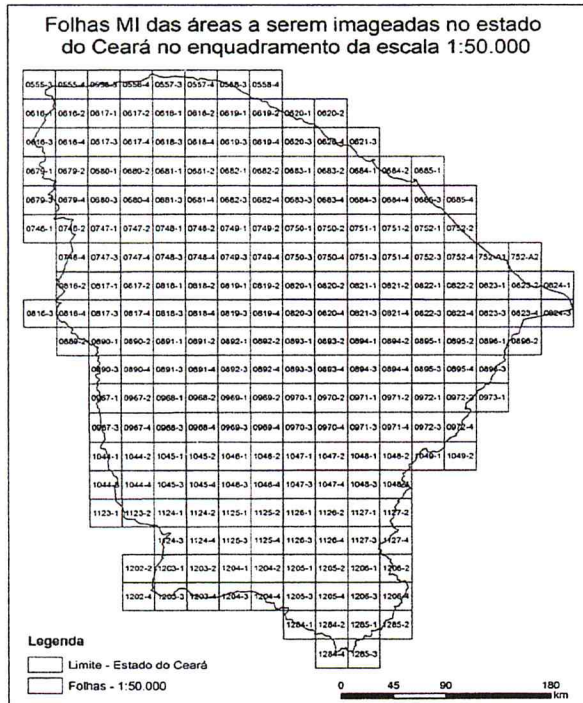 Folhas MI das áreas a serem imageadas no estado
do Ceará no enquadramento da escala 1:50.000
0555-3 0555-4 0556-3 0556-4 0557-3 0557-4 0558-3 0558-4
0616-1 0616-2 0617-1 0617-2 0618-1 0618-2 0619-1 0619-2 0620-1 0620-2
0616-3 0616-4 0617-3 0617-4 0618-3 0618-4 0619-3 0619-4 0620-3 0620-4 0621-3
0679-1 0679-2 0680-1 0680-2 0681-1 0681-2 0682-1 0682-2 0683-1 0683-2 0684-1 0684-2 0685-1
0679-3 0679-4 0680-3 0680-4 0681-3 0681-4 0682-3 0682-4 0683-3 0683-4 0684-3 0684-4 0685-3 0685-4
0746-1 0746-2 0747-1 0747-2 0748-1 0748-2 0749-1 0749-2 0750-1 0750-2 0751-1 0751-2 0752-1 0752-2
0746-4 0747-3 0747-4 0748-3 0748-4 0749-3 0749-4 0750-3 0750-4 0751-3 0751-4 0752-3 0752-4 752-A1 752-A2
0816-2 0817-1 0817-2 0818-1 0818-2 0819-1 0819-2 0820-1 0820-2 0821-1 0821-2 0822-1 0822-2 0823-1 0823-2 0824-1
0816-3 0816-4 0817-3 0817-4 0818-3 0818-4 0819-3 0819-4 0820-3 0820-4 0821-3 0821-4 0822-3 0822-4 0823-3 0823-4 0824-3
0889-2 0890-1 0890-2 0891-1 0891-2 0892-1 0892-2 0893-1 0893-2 0894-1 0894-2 0895-1 0895-2 0896-1 0896-2
0890-3 0890-4 0891-3 0891-4 0892-3 0892-4 0893-3 0893-4 0894-3 0894-4 0895-3 0895-4 0896-3
0967-1 0967-2 0968-1 0968-2 0969-1 0969-2 0970-1 0970-2 0971-1 0971-2 0972-1 0972-2 0973-1
0967-3 0967-4 0968-3 0968-4 0969-3 0969-4 0970-3 0970-4 0971-3 0971-4 0972-3 0972-4
1044-1 1044-2 1045-1 1045-2 1046-1 1046-2 1047-1 1047-2 1048-1 1048-2 1049-1 1049-2
1044-3 1044-4 1045-3 1045-4 1046-3 1046-4 1047-3 1047-4 1048-3 1048-4
1123-1 1123-2 1124-1 1124-2 1125-1 1125-2 1126-1 1126-2 1127-1 1127-2
1124-3 1124-4 1125-3 1125-4 1126-3 1126-4 1127-3 1127-4
1202-2 1203-1 1203-2 1204-1 1204-2 1205-1 1205-2 1206-1 1206-2
1202-4 1203-3 1203-4 1204-3 1204-4 1205-3 1205-4 1206-3 1206-4
1284-1 1284-2 1285-1 1285-2
1284-4 1285-3
Legenda
Limite - Estado do Ceará
Folhas - 1:50.000
0 45 90 180
km